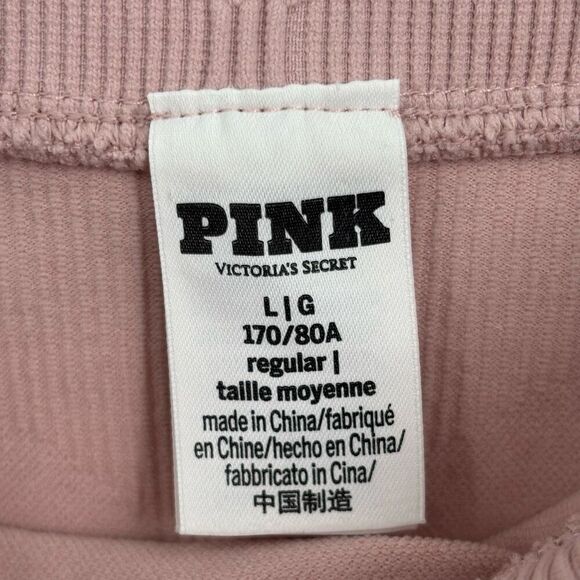 PINK
VICTORIA'S SECRET
L | G
170/80A
regular |
taille moyenne
made in China/fabriqué
en Chine/hecho en China/
fabbricato in Cina/
中国制造